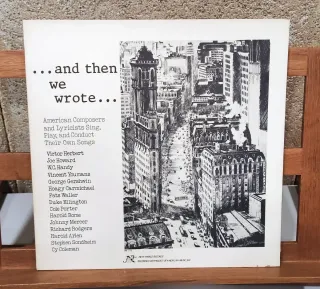 ...and then
we
wrote...
American Composers
and Lyricists Sing,
Play, and Conduct
Their Own Songs
Victor Herbert
Joe Howard
W.C. Handy
Vincent Youmans
George Gershwin
Hoagy Carmichael
Fats Waller
Duke Ellington
Cole Porter
Harold Rome
Johnny Mercer
Richard Rodgers
Harold Arlen
Stephen Sondheim
Cy Coleman